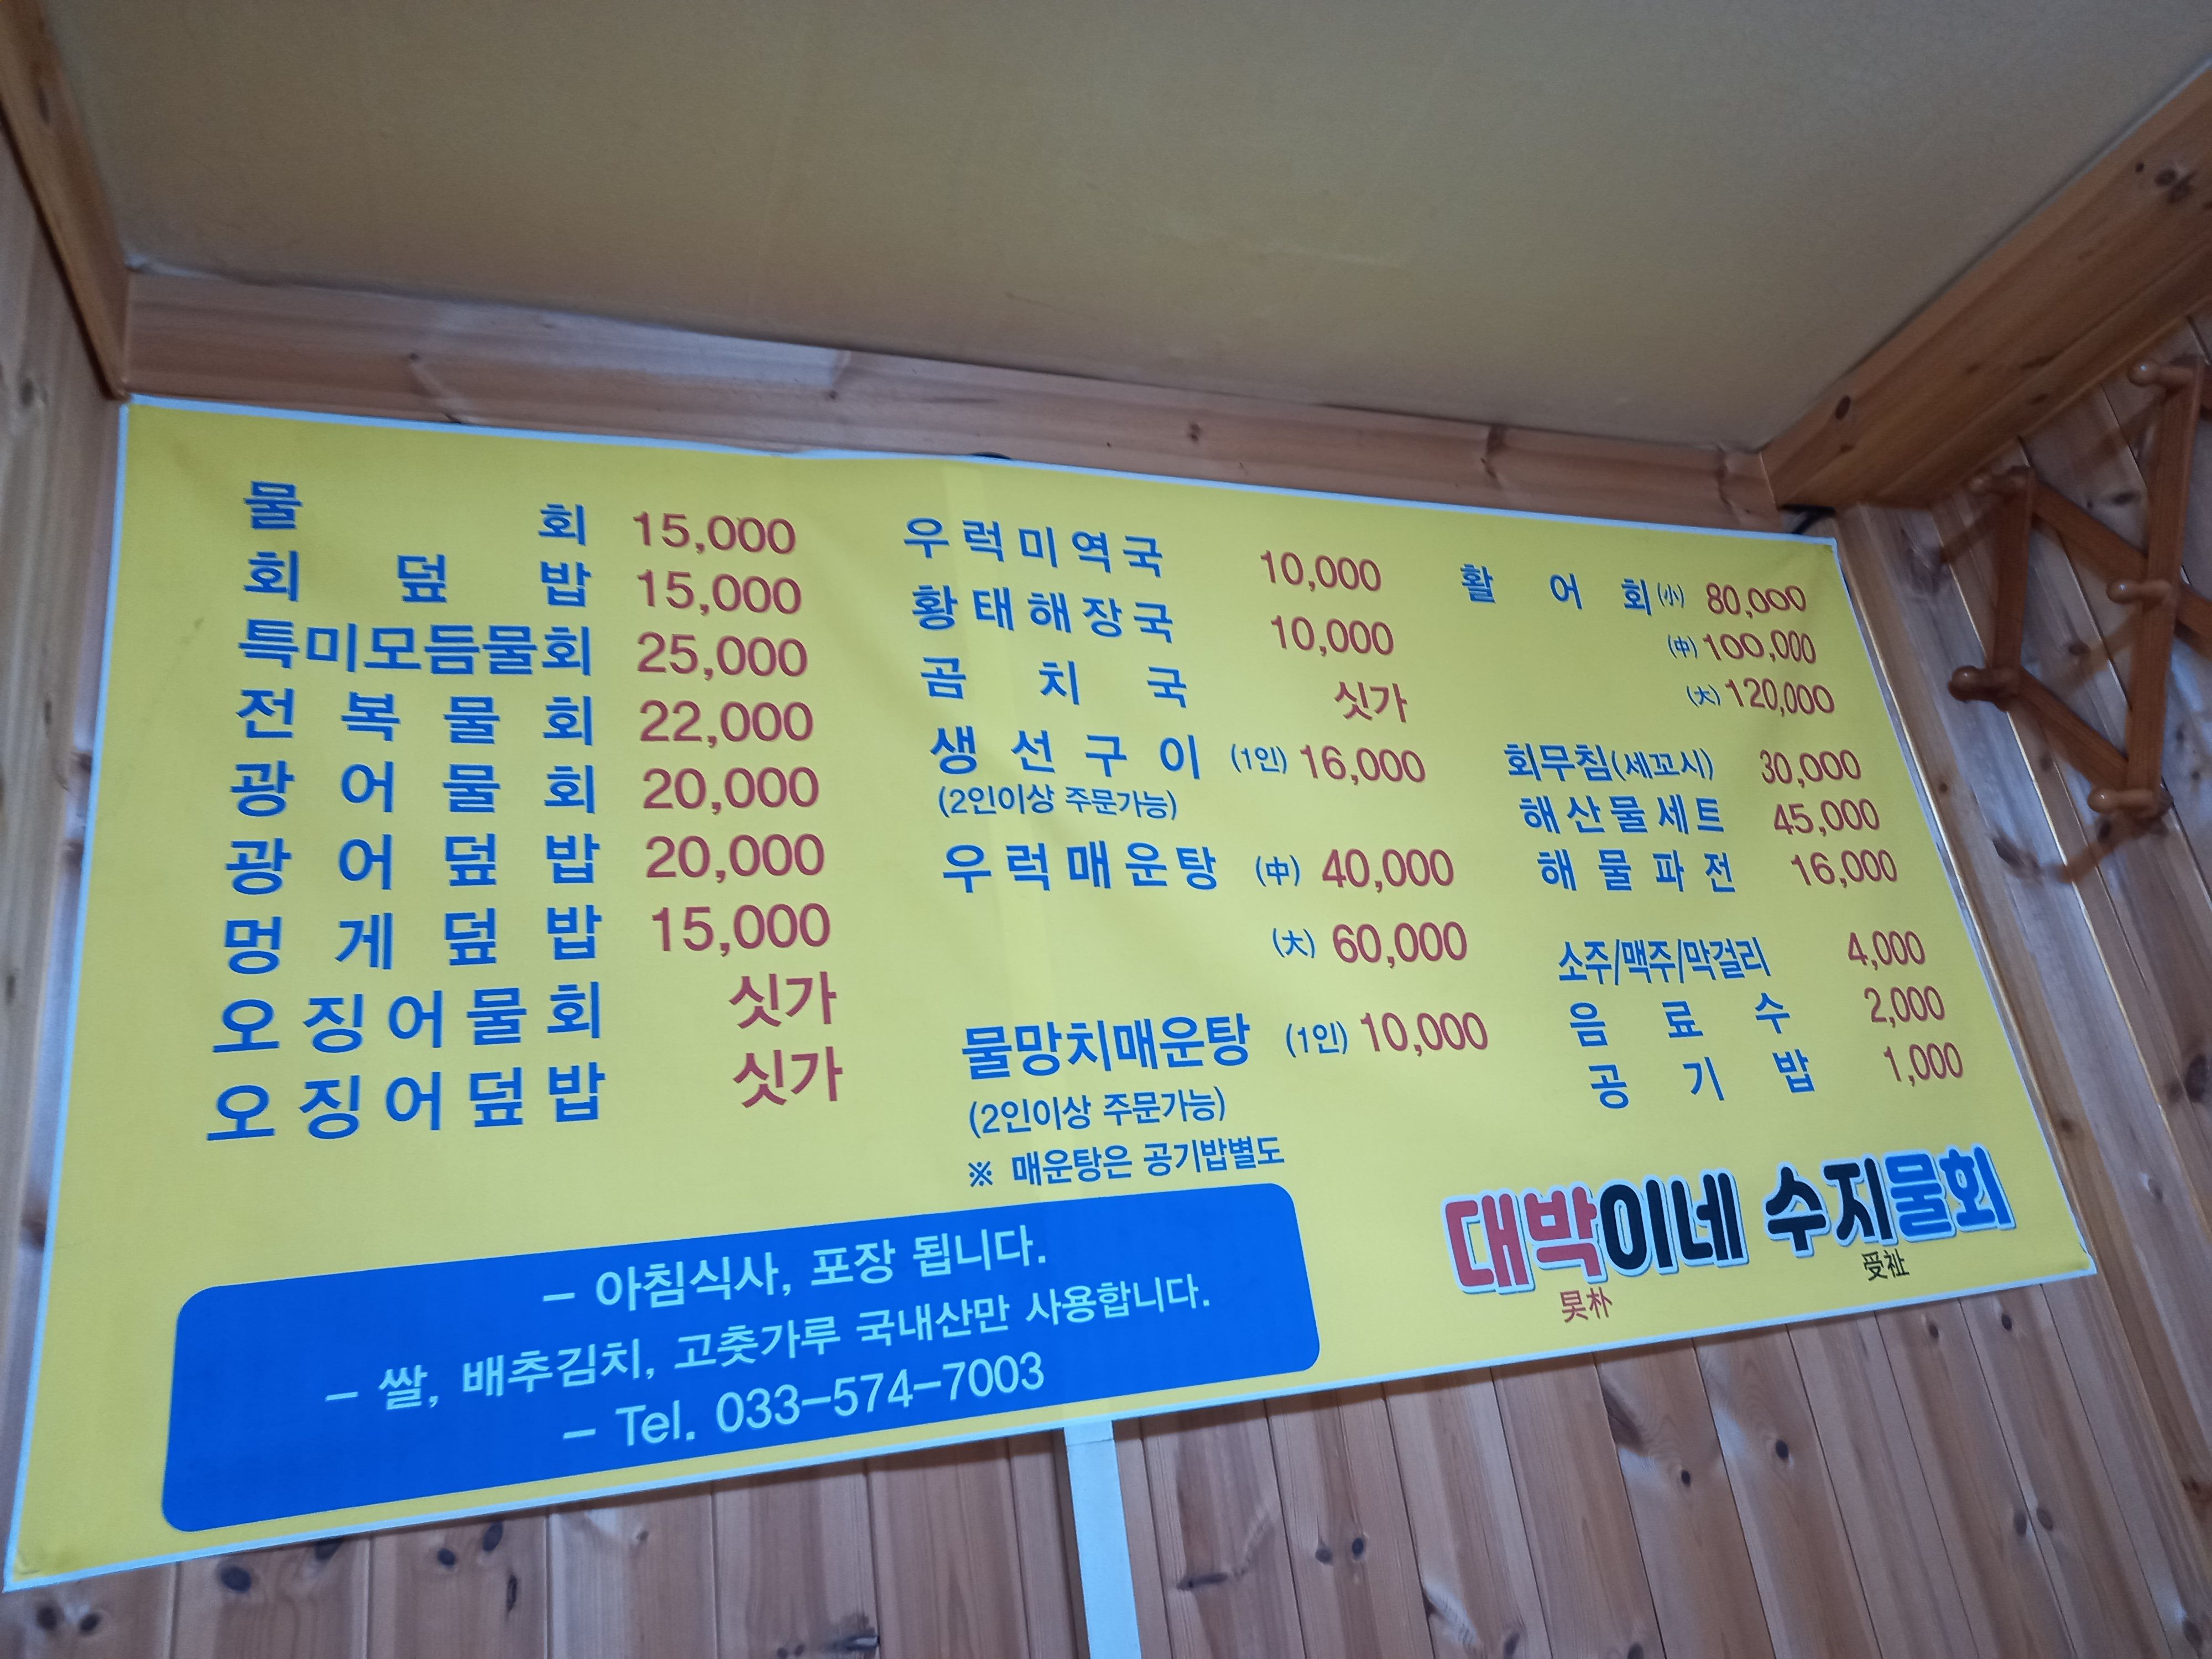 물 회 15,000
회 덮 밥 15,000
특미모듬물회 25,000
전 복 물 회 22,000
광 어 물 회 20,000
광 어 덮 밥 20,000
멍 게 덮 밥 15,000
오 징 어 물 회 싯가
오 징 어 덮 밥 싯가
우 럭 미 역 국 10,000
황 태 해 장 국 10,000
곰 치 국 싯가
생 선 구 이 (1인) 16,000
(2인이상 주문가능)
우 럭 매 운 탕 (中) 40,000
(大) 60,000
물망치매운탕 (1인) 10,000
(2인이상 주문가능)
※ 매운탕은 공기밥별도
활 어 회 (小) 80,000
(中) 100,000
(大) 120,000
회무침(세꼬시) 30,000
해 산 물 세 트 45,000
해 물 파 전 16,000
소주/맥주/막걸리 4,000
음 료 수 2,000
공 기 밥 1,000
– 아침식사, 포장 됩니다.
– 쌀, 배추김치, 고춧가루 국내산만 사용합니다.
– Tel. 033–574–7003
대박이네 수지물회
受祉